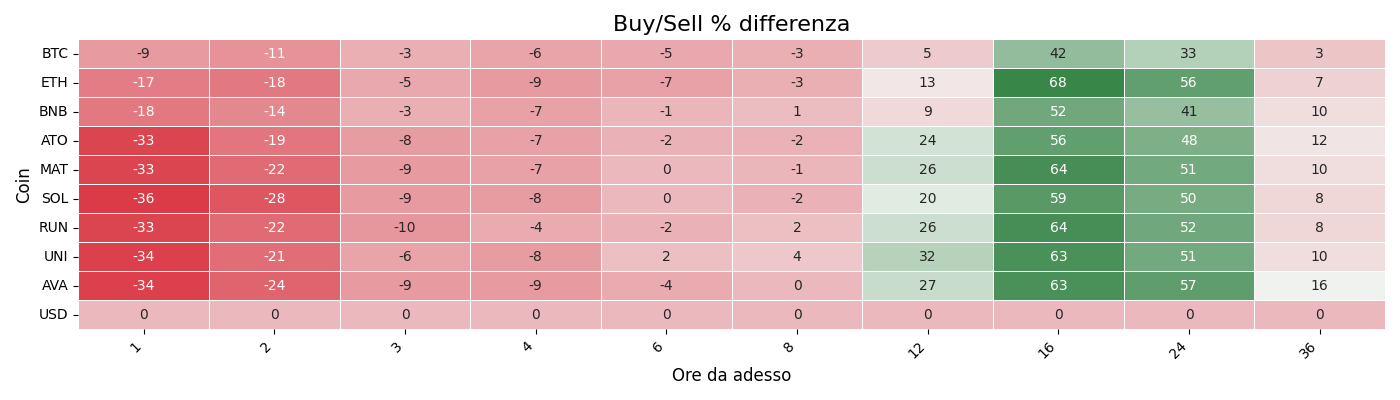 Buy/Sell % differenza
Coin
BTC -9 -11 -3 -6 -5 -3 5 42 33 3
ETH -17 -18 -5 -9 -7 -3 13 68 56 7
BNB -18 -14 -3 -7 -1 1 9 52 41 10
ATO -33 -19 -8 -7 -2 -2 24 56 48 12
MAT -33 -22 -9 -7 0 -1 26 64 51 10
SOL -36 -28 -9 -8 0 -2 20 59 50 8
RUN -33 -22 -10 -4 -2 2 26 64 52 8
UNI -34 -21 -6 -8 2 4 32 63 51 10
AVA -34 -24 -9 -9 -4 0 27 63 57 16
USD 0 0 0 0 0 0 0 0 0 0
1 2 3 4 6 8 12 16 24 36
Ore da adesso